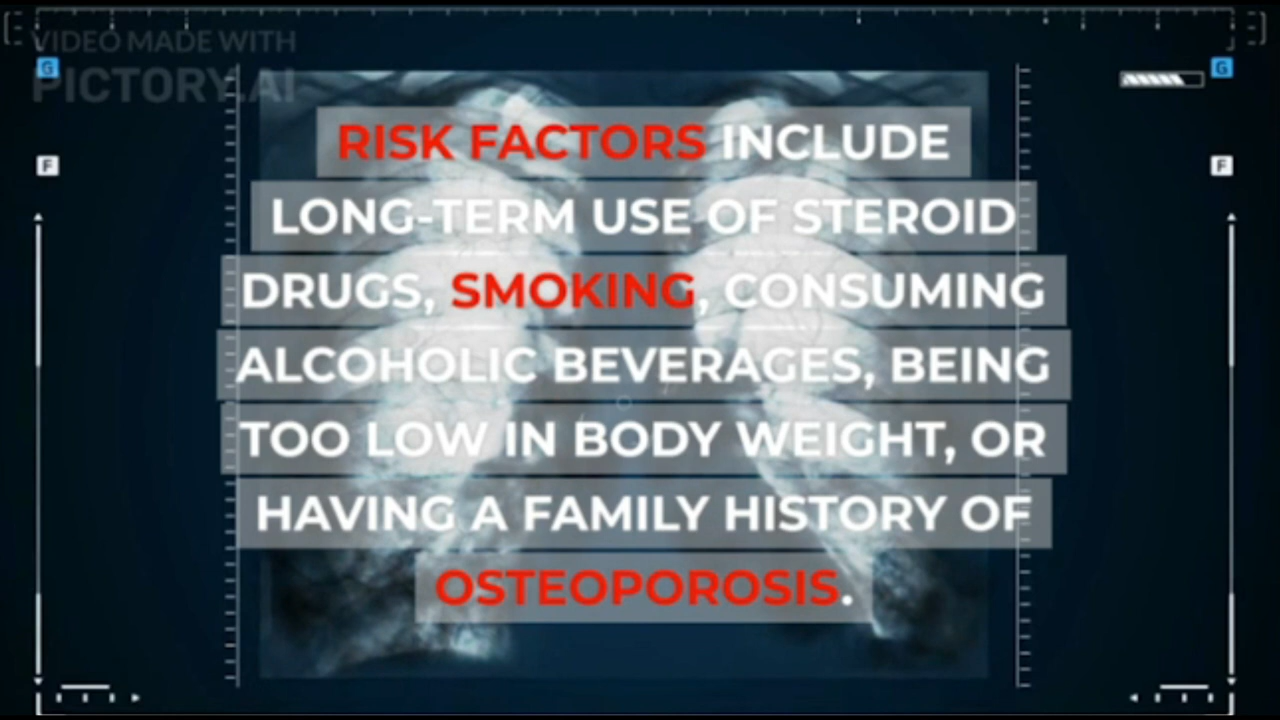 VIDEO MADE WITH
PICTORY.AI
G
G
F
F
RISK FACTORS INCLUDE
LONG-TERM USE OF STEROID
DRUGS, SMOKING, CONSUMING
ALCOHOLIC BEVERAGES, BEING
TOO LOW IN BODY WEIGHT, OR
HAVING A FAMILY HISTORY OF
OSTEOPOROSIS.